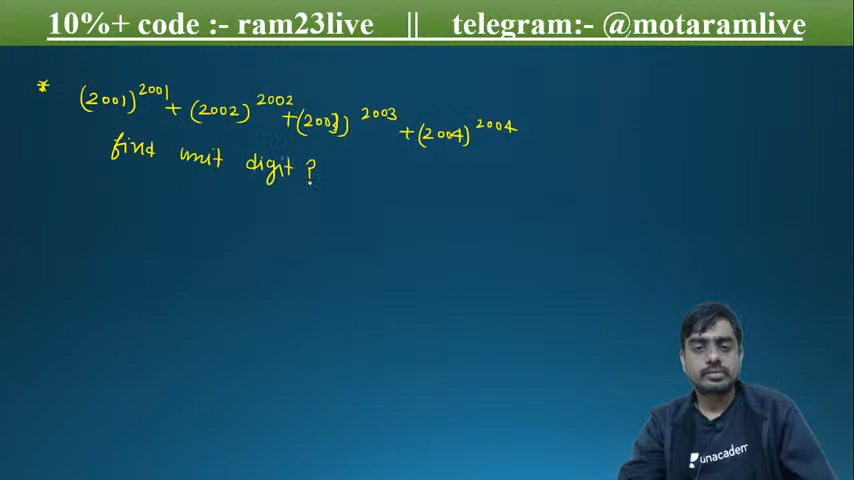 10%+ code :- ram23live || telegram:- @motaramlive
* (2001)^2001 + (2002)^2002 + (2003)^2003 + (2004)^2004
find unit digit ?
unacadem